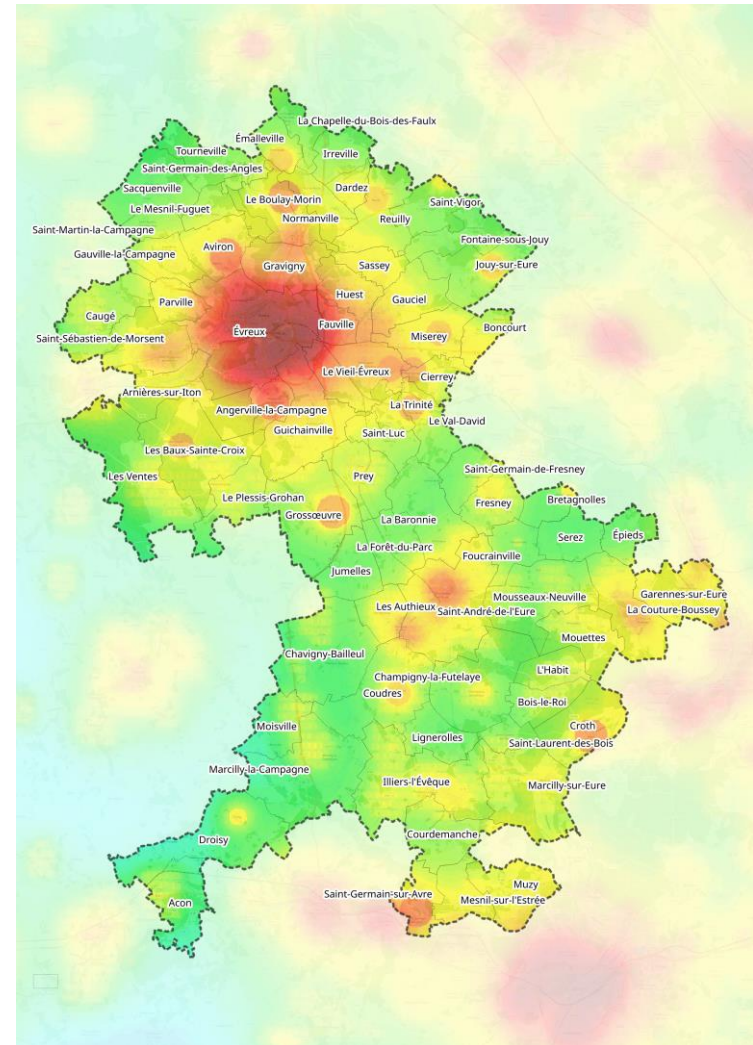 La Chapelle-du-Bois-des-Faulx
Émalleville
Tourneville
Irreville
Saint-Germain-des-Angles
Sacquenville
Dardez
Le Boulay-Morin
Saint-Vigor
Le Mesnil-Fuguet
Normanville
Reuilly
Saint-Martin-la-Campagne
Fontaine-sous-Jouy
Aviron
Gauville-la-Campagne
Gravigny
Sassey
Jouy-sur-Eure
Huest
Parville
Gauciel
Caugé
Fauville
Évreux
Boncourt
Saint-Sébastien-de-Morsent
Miserey
Le Vieil-Évreux
Cierrey
Arnières-sur-Iton
La Trinité
Angerville-la-Campagne
Le Val-David
Guichainville
Saint-Luc
Les Baux-Sainte-Croix
Saint-Germain-de-Fresney
Les Ventes
Prey
Le Plessis-Grohan
Bretagnolles
Fresney
Grossœuvre
La Baronnie
Serez
Épieds
La Forêt-du-Parc
Foucrainville
Jumelles
Garennes-sur-Eure
Mousseaux-Neuville
Les Authieux
Saint-André-de-l'Eure
La Couture-Boussey
Mouettes
Chavigny-Bailleul
L'Habit
Champigny-la-Futelaye
Coudres
Bois-le-Roi
Moisville
Croth
Lignerolles
Saint-Laurent-des-Bois
Marcilly-la-Campagne
Illiers-l'Évêque
Marcilly-sur-Eure
Courdemanche
Droisy
Muzy
Saint-Germain-sur-Avre
Mesnil-sur-l'Estrée
Acon